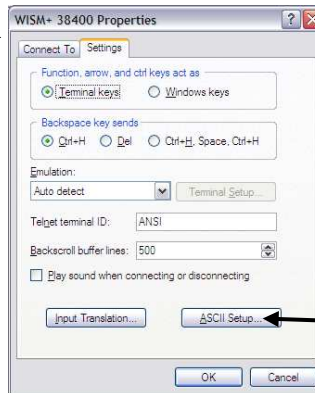 WISM+ 38400 Properties
Connect To Settings
Function, arrow, and ctrl keys act as
Terminal keys Windows keys
Backspace key sends
Ctrl+H Del Ctrl+H, Space, Ctrl+H
Emulation:
Auto detect Terminal Setup...
Telnet terminal ID: ANSI
Backscroll buffer lines: 500
Play sound when connecting or disconnecting
Input Translation... ASCII Setup...
OK Cancel